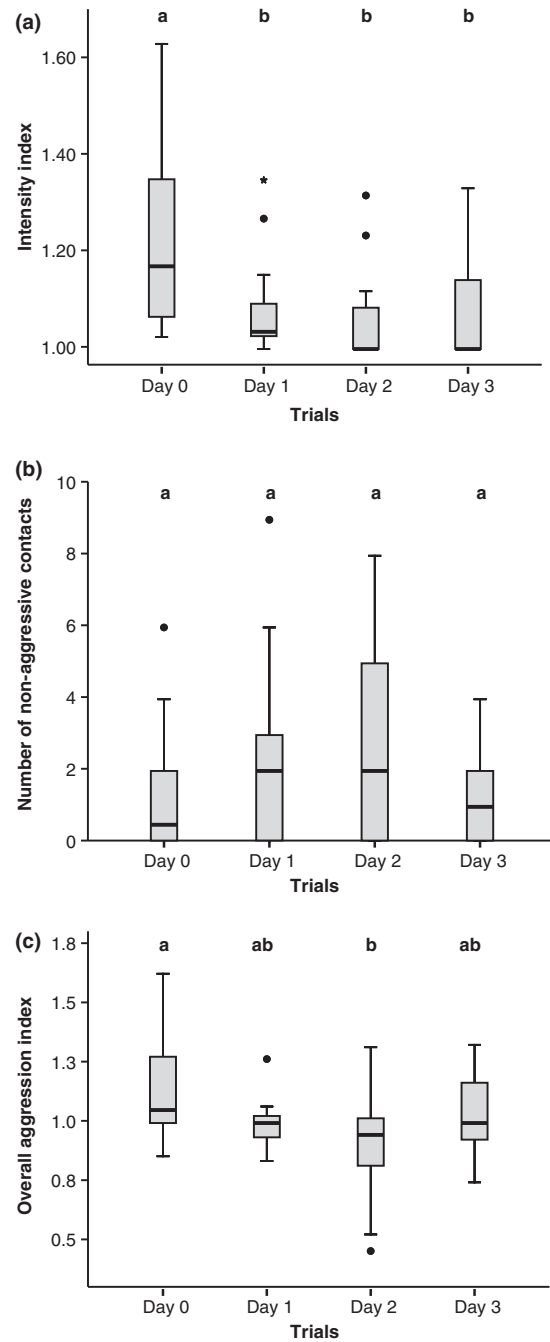 (a)
a b b b
1.60
1.40
1.20
1.00
Intensity index
Day 0 Day 1 Day 2 Day 3
Trials
(b)
10
a a a a
8
6
4
2
0
Number of non-aggressive contacts
Day 0 Day 1 Day 2 Day 3
Trials
(c)
1.8
a ab b ab
1.5
1.3
1.0
0.8
0.5
Overall aggression index
Day 0 Day 1 Day 2 Day 3
Trials